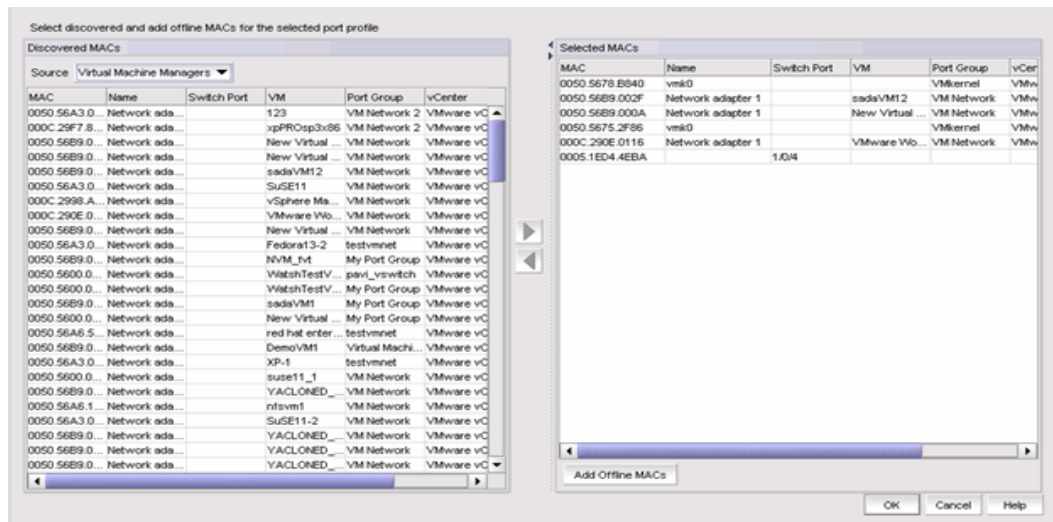 Select discovered and add offline MACs for the selected port profile
Discovered MACs
Source Virtual Machine Managers
MAC Name Switch Port VM Port Group vCenter
0050.56A3.0... Network ada... 123 VM Network 2 VMware vC
000C.29F7.8... Network ada... xpPROsp3x86 VM Network 2 VMware vC
0050.56B9.0... Network ada... New Virtual ... VM Network VMware vC
0050.56B9.0... Network ada... New Virtual ... VM Network VMware vC
0050.56B9.0... Network ada... sadaVM12 VM Network VMware vC
0050.56A3.0... Network ada... SuSE11 VM Network VMware vC
000C.2998.A... Network ada... vSphere Ma... VM Network VMware vC
000C.290E.0... Network ada... VMware Wo... VM Network VMware vC
0050.56B9.0... Network ada... New Virtual ... VM Network VMware vC
0050.56A3.0... Network ada... Fedora13-2 testvmnet VMware vC
0050.56B9.0... Network ada... NVM_fvt My Port Group VMware vC
0050.5600.0... Network ada... WatshTestV... pavi_vswitch VMware vC
0050.5600.0... Network ada... WatshTestV... My Port Group VMware vC
0050.56B9.0... Network ada... sadaVM1 My Port Group VMware vC
0050.5600.0... Network ada... New Virtual ... My Port Group VMware vC
0050.56A6.5... Network ada... red hat enter... testvmnet VMware vC
0050.56B9.0... Network ada... DemoVM1 Virtual Machi... VMware vC
0050.56A3.0... Network ada... XP-1 testvmnet VMware vC
0050.5600.0... Network ada... suse11_1 VM Network VMware vC
0050.56B9.0... Network ada... YACLONED_... VM Network VMware vC
0050.56A6.1... Network ada... nfsvm1 VM Network VMware vC
0050.56A3.0... Network ada... SuSE11-2 VM Network VMware vC
0050.56B9.0... Network ada... YACLONED_... VM Network VMware vC
0050.56B9.0... Network ada... YACLONED_... VM Network VMware vC
0050.56B9.0... Network ada... YACLONED_... VM Network VMware vC
Selected MACs
MAC Name Switch Port VM Port Group vCer
0050.5678.B840 vmk0 VMkernel VMw
0050.56B9.002F Network adapter 1 sadaVM12 VM Network VMw
0050.56B9.000A Network adapter 1 New Virtual ... VM Network VMw
0050.5675.2F86 vmk0 VMkernel VMw
000C.290E.0116 Network adapter 1 VMware Wo... VM Network VMw
0005.1ED4.4EBA 1/0/4
Add Offline MACs
OK Cancel Help